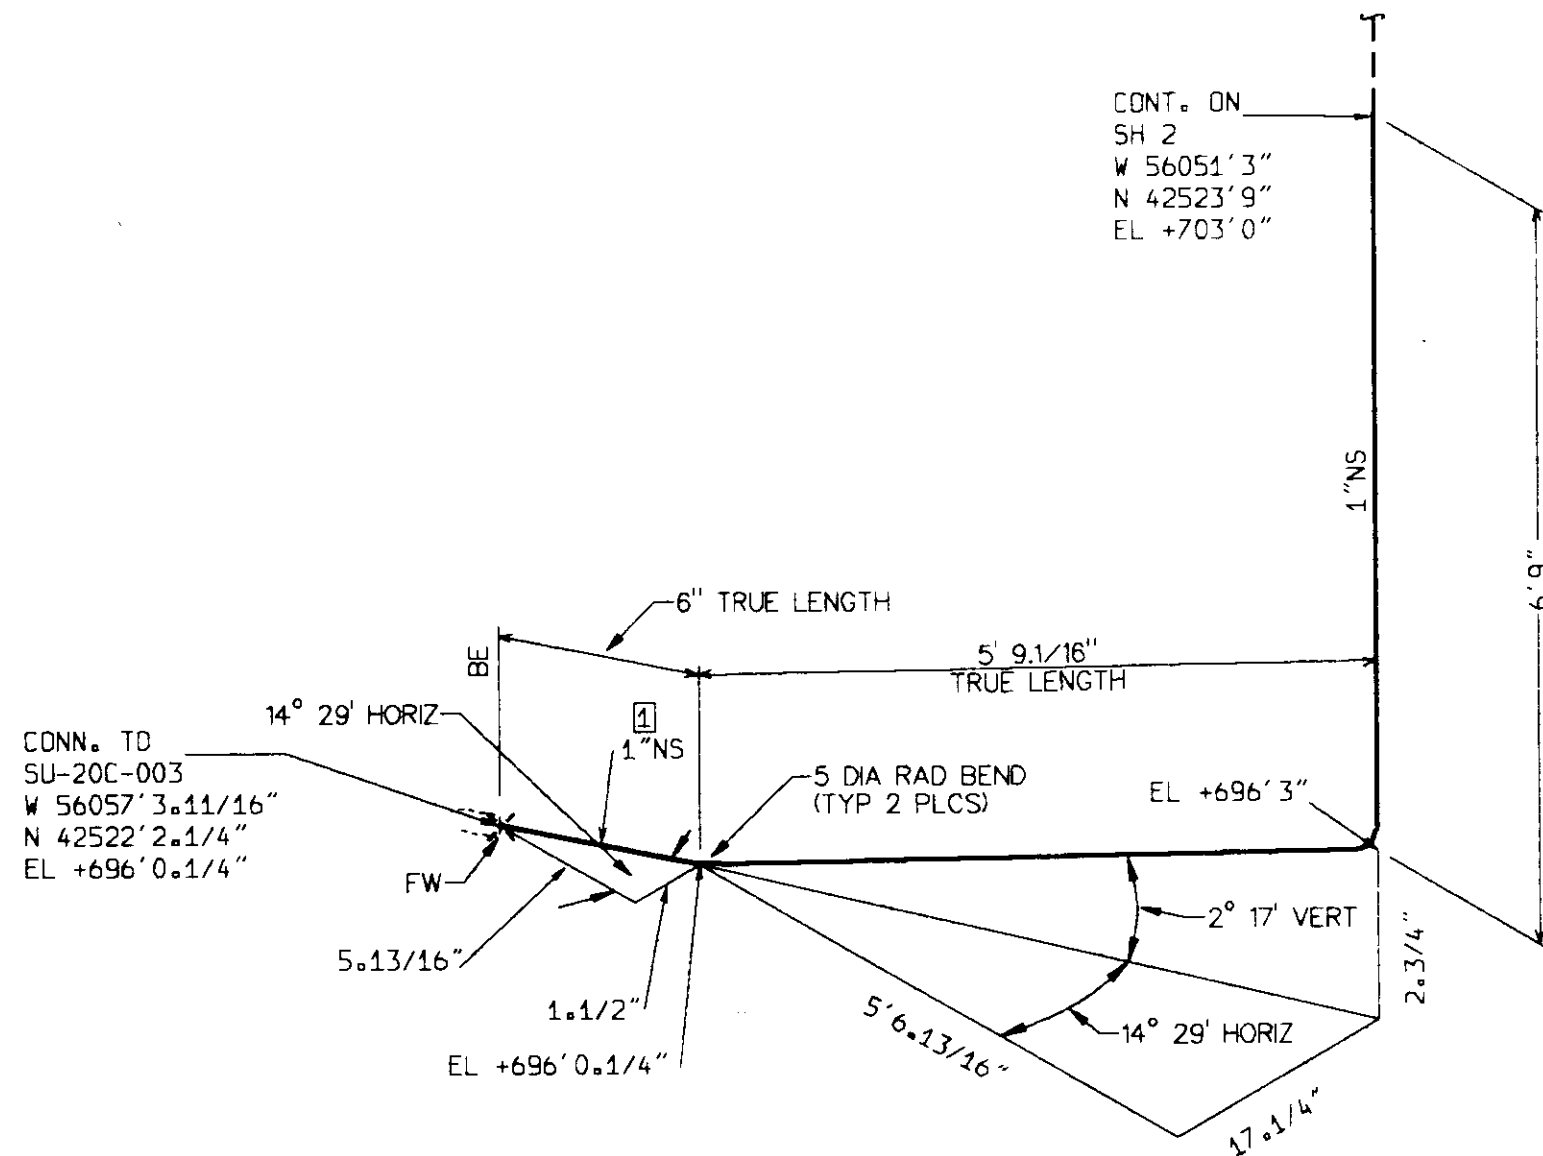 CONT. ON
SH 2
W 56051'3"
N 42523'9"
EL +703'0"
1"NS
6'9"
6" TRUE LENGTH
5' 9.1/16"
TRUE LENGTH
BE
14° 29' HORIZ
1
1"NS
CONN. TO
SU-20C-003
W 56057'3.11/16"
N 42522'2.1/4"
EL +696'0.1/4"
5 DIA RAD BEND
(TYP 2 PLCS)
EL +696'3"
FW
2° 17' VERT
5.13/16"
2.3/4"
1.1/2"
5'6.13/16"
14° 29' HORIZ
EL +696'0.1/4"
17.1/4"